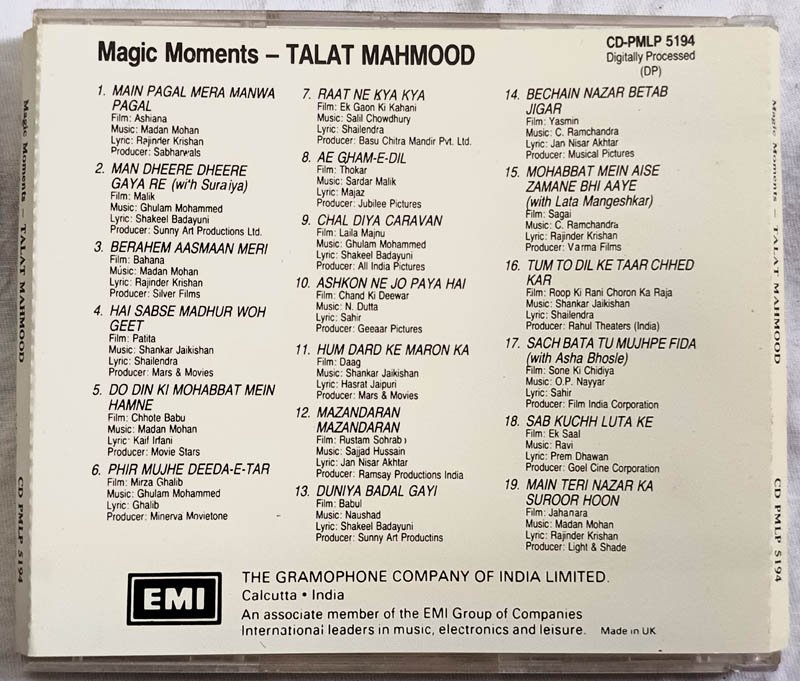 Magic Moments – TALAT MAHMOOD
CD-PMLP 5194
Digitally Processed
(DP)
1. MAIN PAGAL MERA MANWA
PAGAL
Film: Ashiana
Music: Madan Mohan
Lyric: Rajinder Krishan
Producer: Sabharwals
2. MAN DHEERE DHEERE
GAYA RE (with Suraiya)
Film: Malik
Music: Ghulam Mohammed
Lyric: Shakeel Badayuni
Producer: Sunny Art Productions Ltd.
3. BERAHEM AASMAAN MERI
Film: Bahana
Music: Madan Mohan
Lyric: Rajinder Krishan
Producer: Silver Films
4. HAI SABSE MADHUR WOH
GEET
Film: Patita
Music: Shankar Jaikishan
Lyric: Shailendra
Producer: Mars & Movies
5. DO DIN KI MOHABBAT MEIN
HAMNE
Film: Chhote Babu
Music: Madan Mohan
Lyric: Kaif Irfani
Producer: Movie Stars
6. PHIR MUJHE DEEDA-E-TAR
Film: Mirza Ghalib
Music: Ghulam Mohammed
Lyric: Ghalib
Producer: Minerva Movietone
7. RAAT NE KYA KYA
Film: Ek Gaon Ki Kahani
Music: Salil Chowdhury
Lyric: Shailendra
Producer: Basu Chitra Mandir Pvt. Ltd.
8. AE GHAM-E-DIL
Film: Thokar
Music: Sardar Malik
Lyric: Majaz
Producer: Jubilee Pictures
9. CHAL DIYA CARAVAN
Film: Laila Majnu
Music: Ghulam Mohammed
Lyric: Shakeel Badayuni
Producer: All India Pictures
10. ASHKON NE JO PAYA HAI
Film: Chand Ki Deewar
Music: N. Dutta
Lyric: Sahir
Producer: Geeaar Pictures
11. HUM DARD KE MARON KA
Film: Daag
Music: Shankar Jaikishan
Lyric: Hasrat Jaipuri
Producer: Mars & Movies
12. MAZANDARAN
MAZANDARAN
Film: Rustam Sohrab
Music: Sajjad Hussain
Lyric: Jan Nisar Akhtar
Producer: Ramsay Productions India
13. DUNIYA BADAL GAYI
Film: Babul
Music: Naushad
Lyric: Shakeel Badayuni
Producer: Sunny Art Productins
14. BECHAIN NAZAR BETAB
JIGAR
Film: Yasmin
Music: C. Ramchandra
Lyric: Jan Nisar Akhtar
Producer: Musical Pictures
15. MOHABBAT MEIN AISE
ZAMANE BHI AAYE
(with Lata Mangeshkar)
Film: Sagai
Music: C. Ramchandra
Lyric: Rajinder Krishan
Producer: Varma Films
16. TUM TO DIL KE TAAR CHHED
KAR
Film: Roop Ki Rani Choron Ka Raja
Music: Shankar Jaikishan
Lyric: Shailendra
Producer: Rahul Theaters (India)
17. SACH BATA TU MUJHPE FIDA
(with Asha Bhosle)
Film: Sone Ki Chidiya
Music: O.P. Nayyar
Lyric: Sahir
Producer: Film India Corporation
18. SAB KUCHH LUTA KE
Film: Ek Saal
Music: Ravi
Lyric: Prem Dhawan
Producer: Goel Cine Corporation
19. MAIN TERI NAZAR KA
SUROOR HOON
Film: Jahanara
Music: Madan Mohan
Lyric: Rajinder Krishan
Producer: Light & Shade
EMI
THE GRAMOPHONE COMPANY OF INDIA LIMITED.
Calcutta • India
An associate member of the EMI Group of Companies
International leaders in music, electronics and leisure. Made in UK
Magic Moments – TALAT MAHMOOD CD PMLP 5194
Magic Moments – TALAT MAHMOOD CD PMLP 5194